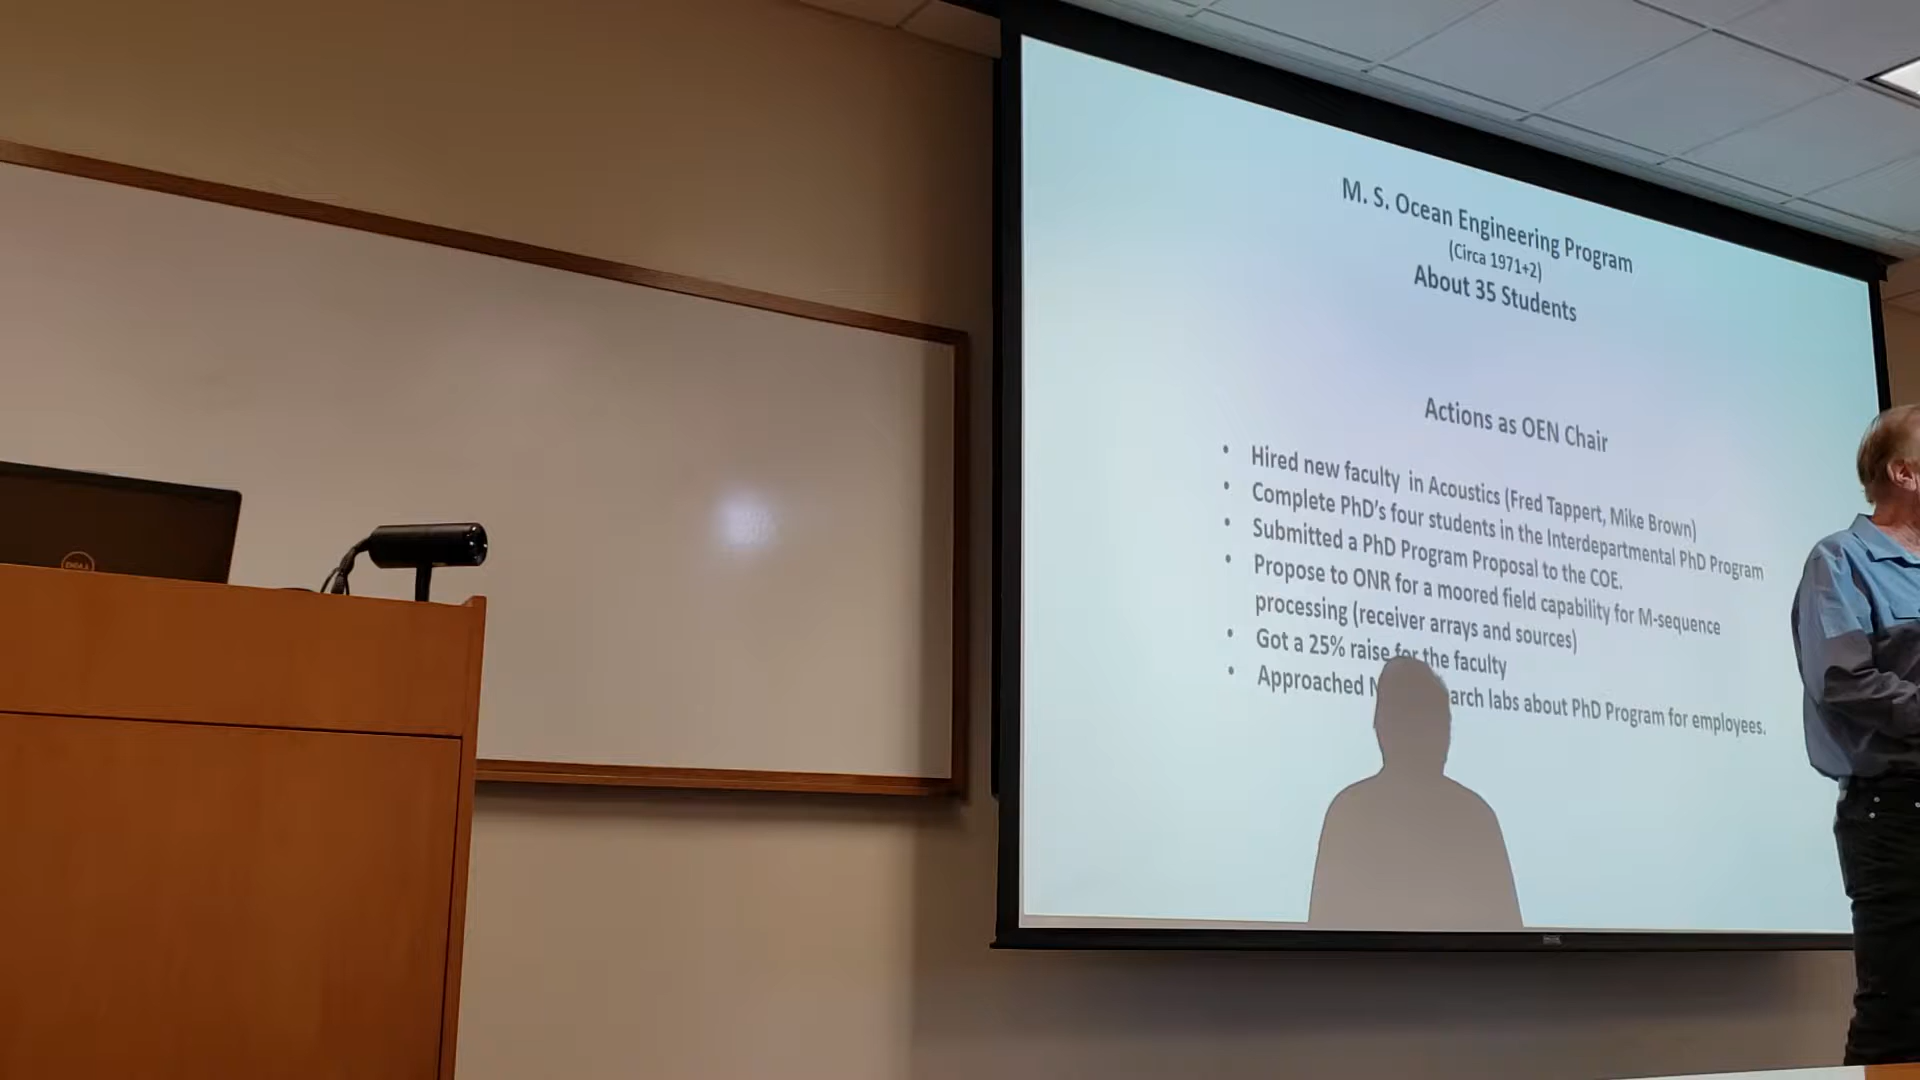 M. S. Ocean Engineering Program
(Circa 1971+2)
About 35 Students
Actions as OEN Chair
• Hired new faculty in Acoustics (Fred Tappert, Mike Brown)
• Complete PhD's four students in the Interdepartmental PhD Program
• Submitted a PhD Program Proposal to the COE.
• Propose to ONR for a moored field capability for M-sequence
processing (receiver arrays and sources)
• Got a 25% raise for the faculty
• Approached labs about PhD Program for employees.
DELL